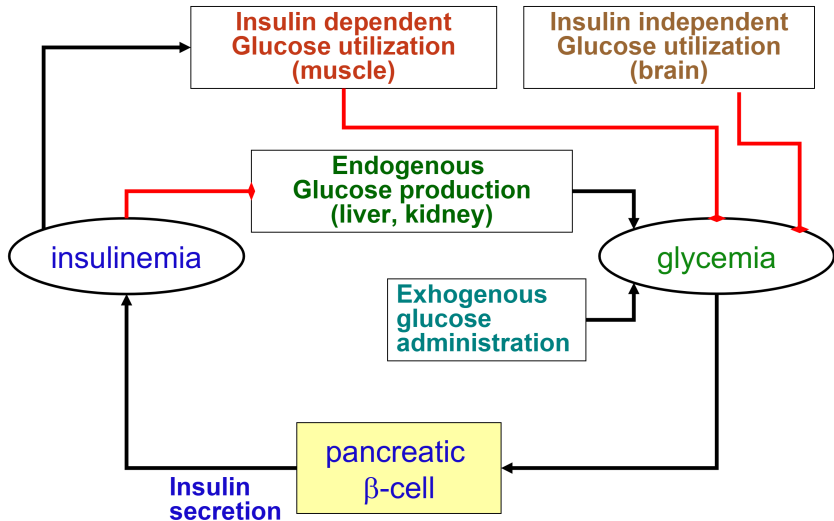 Insulin dependent
Glucose utilization
(muscle)
Insulin independent
Glucose utilization
(brain)
Endogenous
Glucose production
(liver, kidney)
insulinemia
glycemia
Exhogenous
glucose
administration
pancreatic
β-cell
Insulin
secretion